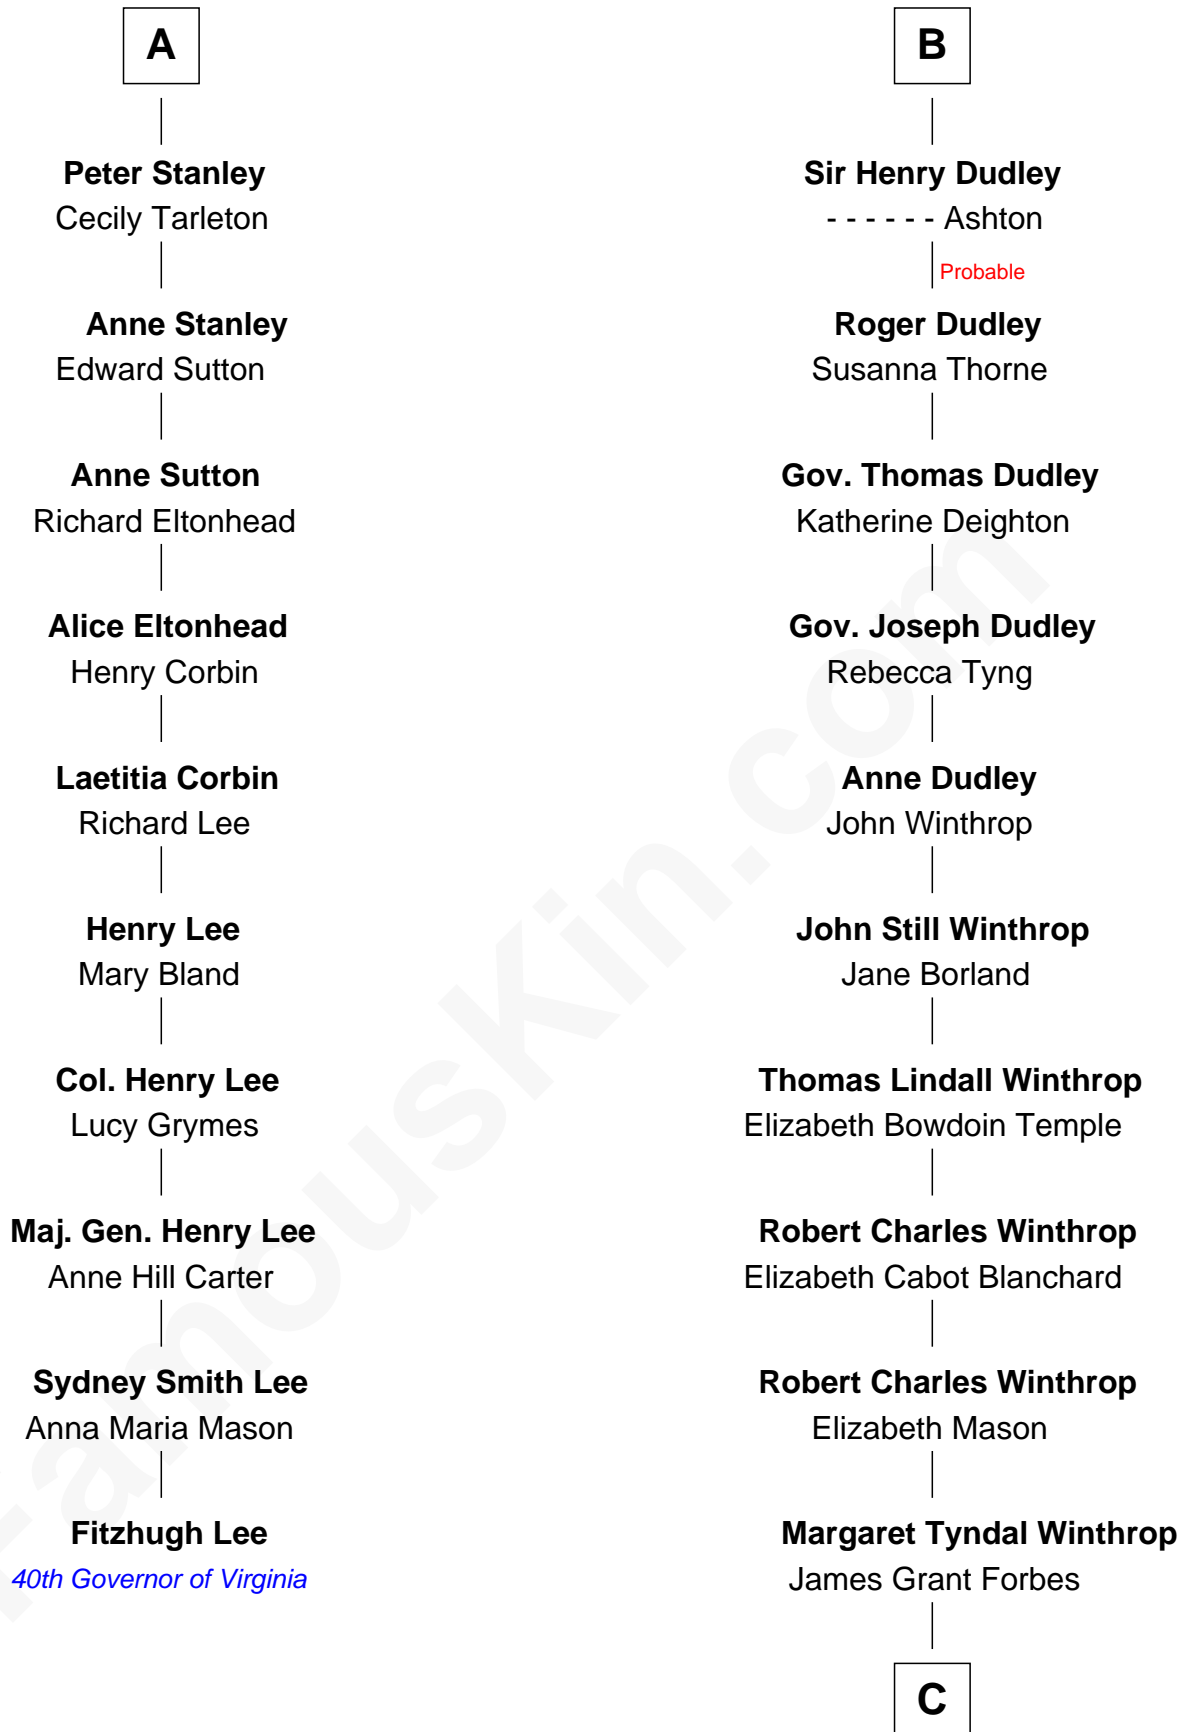 A
Peter Stanley
Cecily Tarleton
Anne Stanley
Edward Sutton
Anne Sutton
Richard Eltonhead
Alice Eltonhead
Henry Corbin
Laetitia Corbin
Richard Lee
Henry Lee
Mary Bland
Col. Henry Lee
Lucy Grymes
Maj. Gen. Henry Lee
Anne Hill Carter
Sydney Smith Lee
Anna Maria Mason
Fitzhugh Lee
40th Governor of Virginia
B
Sir Henry Dudley
- - - - - - Ashton
Probable
Roger Dudley
Susanna Thorne
Gov. Thomas Dudley
Katherine Deighton
Gov. Joseph Dudley
Rebecca Tyng
Anne Dudley
John Winthrop
John Still Winthrop
Jane Borland
Thomas Lindall Winthrop
Elizabeth Bowdoin Temple
Robert Charles Winthrop
Elizabeth Cabot Blanchard
Robert Charles Winthrop
Elizabeth Mason
Margaret Tyndal Winthrop
James Grant Forbes
C
FamousKin.com